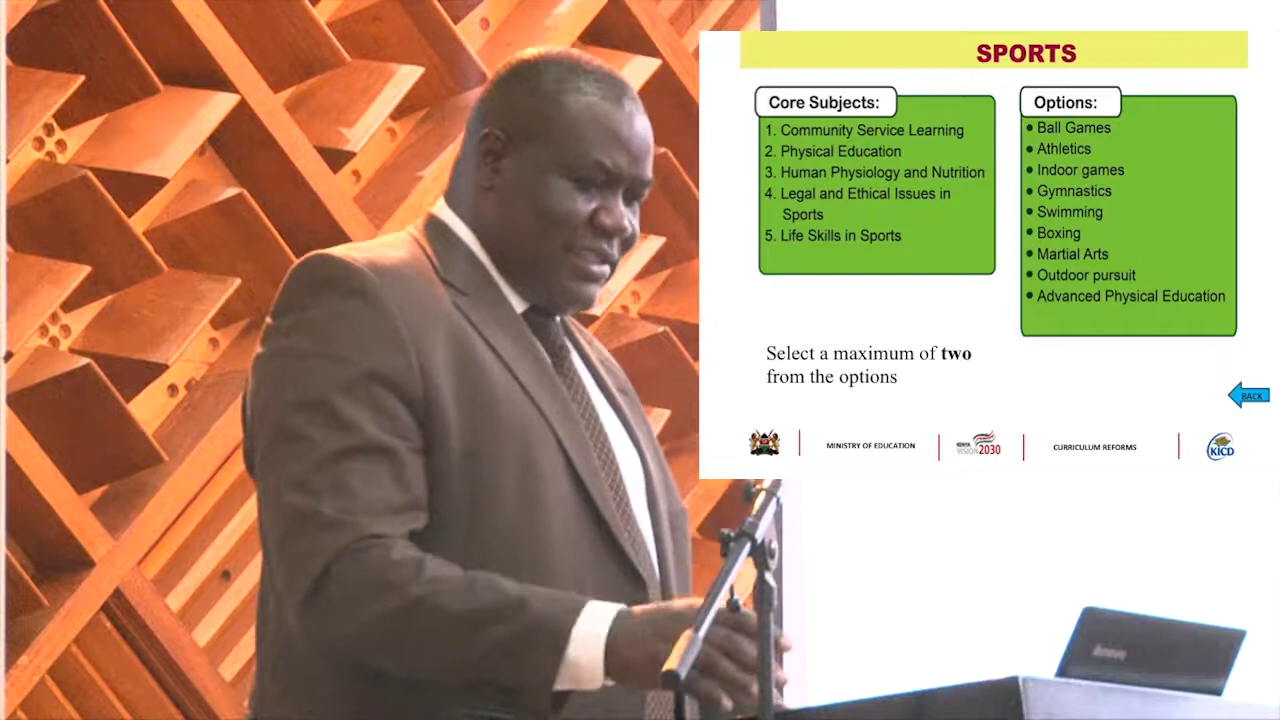 SPORTS
Core Subjects:
1. Community Service Learning
2. Physical Education
3. Human Physiology and Nutrition
4. Legal and Ethical Issues in
Sports
5. Life Skills in Sports
Options:
• Ball Games
• Athletics
• Indoor games
• Gymnastics
• Swimming
• Boxing
• Martial Arts
• Outdoor pursuit
• Advanced Physical Education
Select a maximum of two
from the options
BACK
MINISTRY OF EDUCATION
KENYA
VISION 2030
CURRICULUM REFORMS
KICD
lenovo